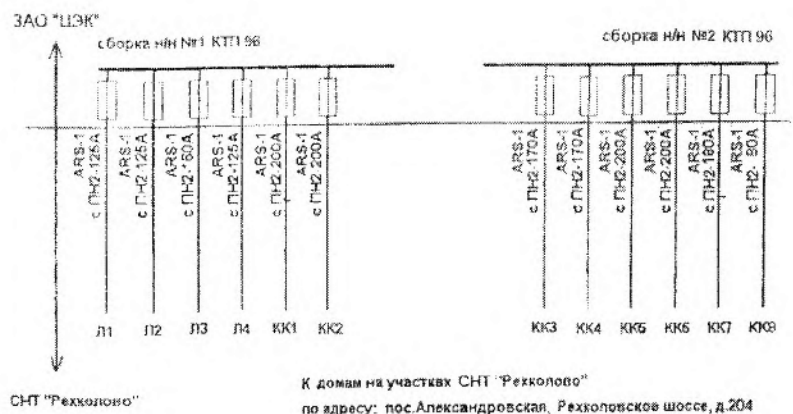 ЗАО "ЦЭК"
сборка н/н №1 КТП 96
сборка н/н №2 КТП 96
ARS-1
с ПН2-125А
ARS-1
с ПН2-125А
ARS-1
с ПН2-160А
ARS-1
с ПН2-125А
ARS-1
с ПН2-200А
ARS-1
с ПН2-200А
ARS-1
с ПН2-170А
ARS-1
с ПН2-170А
ARS-1
с ПН2-200А
ARS-1
с ПН2-200А
ARS-1
с ПН2-180А
ARS-1
Л1 Л2 Л3 Л4 КК1 КК2 КК3 КК4 КК5 КК6 КК7
СНТ "Рехколово"
К домам на участках СНТ "Рехколово"
по адресу: пос.Александровская, Рехколовское шоссе, д.204